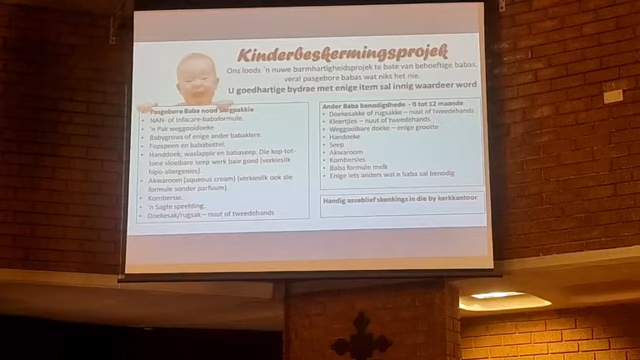 Kinderbeskermingsprojek
Ons loods 'n nuwe barmhartigheidsprojek te bate van behoeftige babas,
veral pasgebore babas wat niks het nie.
U goedhartige bydrae met enige item sal innig waardeer word
Pasgebore Baba nood sorgpakkie
• NAN- of Infacare-babaformule.
• 'n Pak weggooidoeke
• Babygrows of enige ander babaklere.
• Fopspeen en bababottel.
• Handdoek, waslappie en babaseep. Die kop-tot-
tone vloeibare seep werk baie goed (verkieslik
hipo-allergenies).
• Akwaroom (aqueous cream) (verkieslik ook die
formule sonder parfuum).
• Kombersie.
• 'n Sagte speelding.
• Doekesak/rugsak – nuut of tweedehands
Ander Baba benodigdhede - 0 tot 12 maande
• Doekesakke of rugsakke – nuut of tweedehands
• Kleertjies – nuut of tweedehands
• Weggooibare doeke – enige grootte
• Handdoeke
• Seep
• Akwaroom
• Kombersies
• Baba formule melk
• Enige iets anders wat n baba sal benodig
Handig asseblief skenkings in die by kerkkantoor